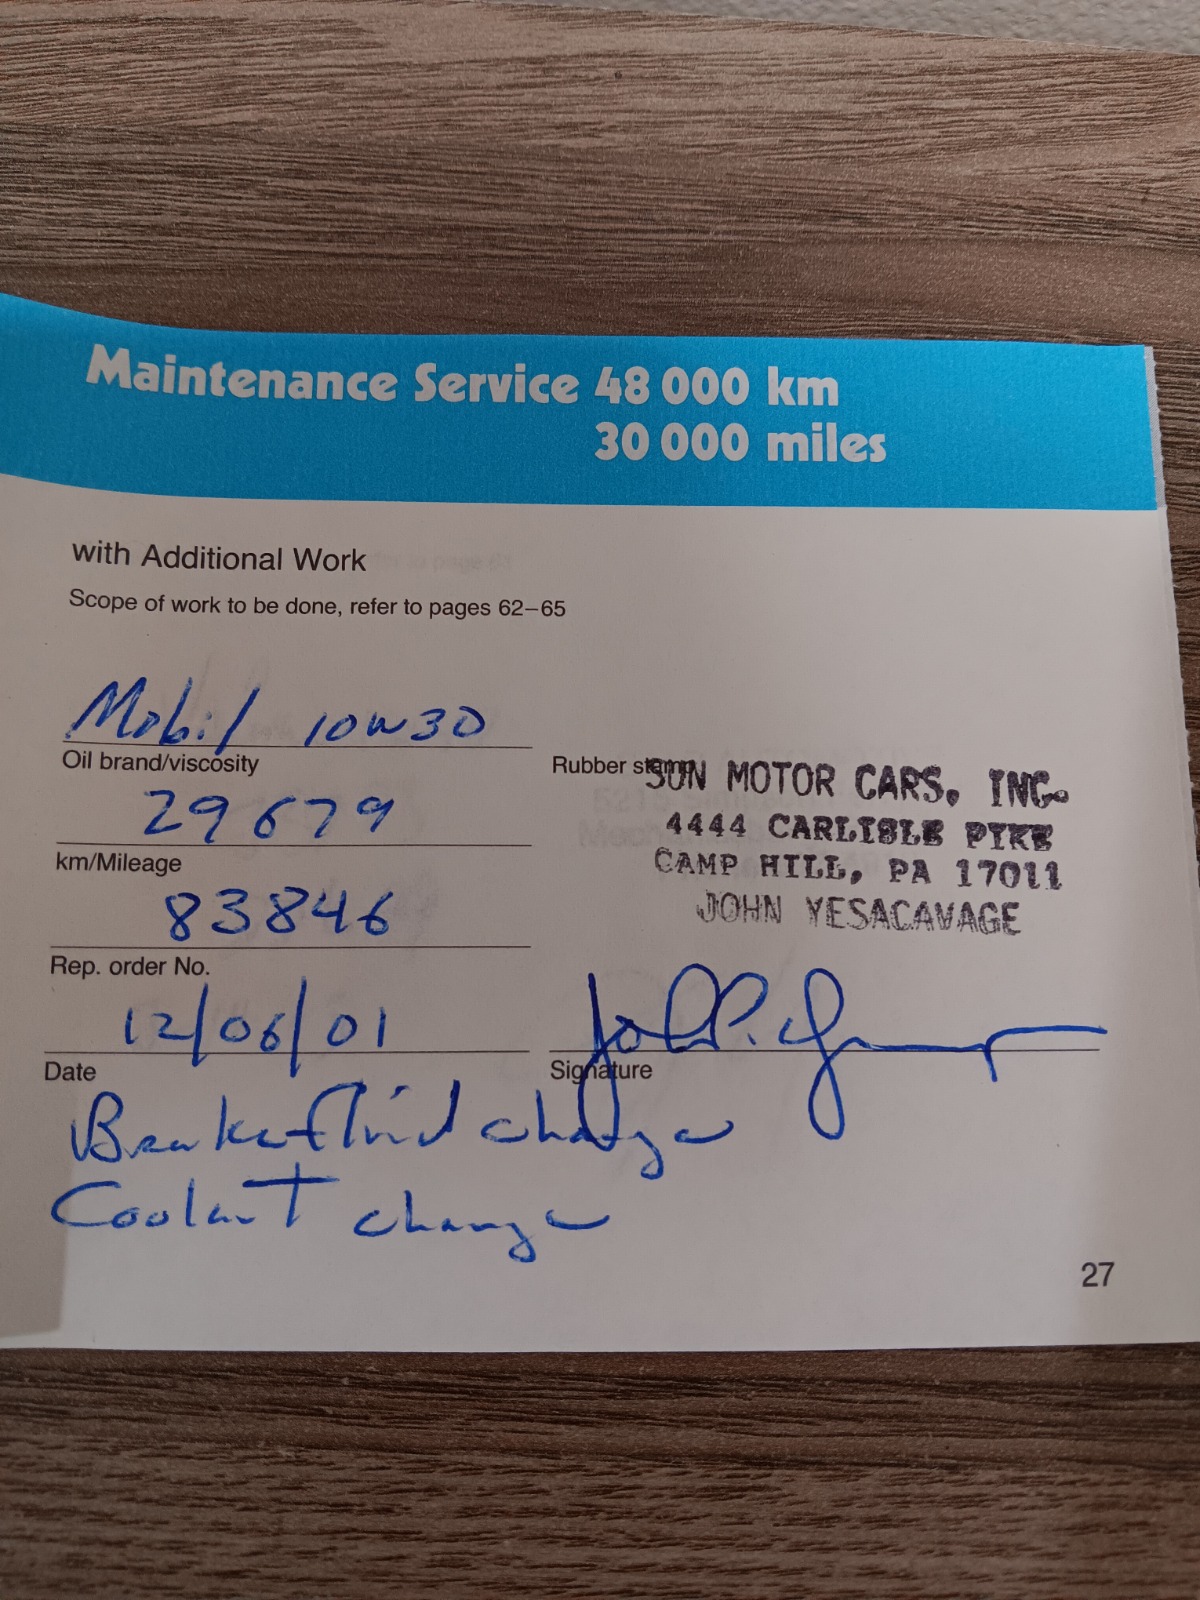 Maintenance Service 48 000 km
30 000 miles
with Additional Work
Scope of work to be done, refer to pages 62–65
Mobil 10W30
Oil brand/viscosity
Rubber stamp
SUN MOTOR CARS, INC.
4444 CARLISLE PIKE
CAMP HILL, PA 17011
JOHN YESACAVAGE
29679
km/Mileage
83846
Rep. order No.
12/06/01
Date
Signature
Brake fluid change
Coolant change
27